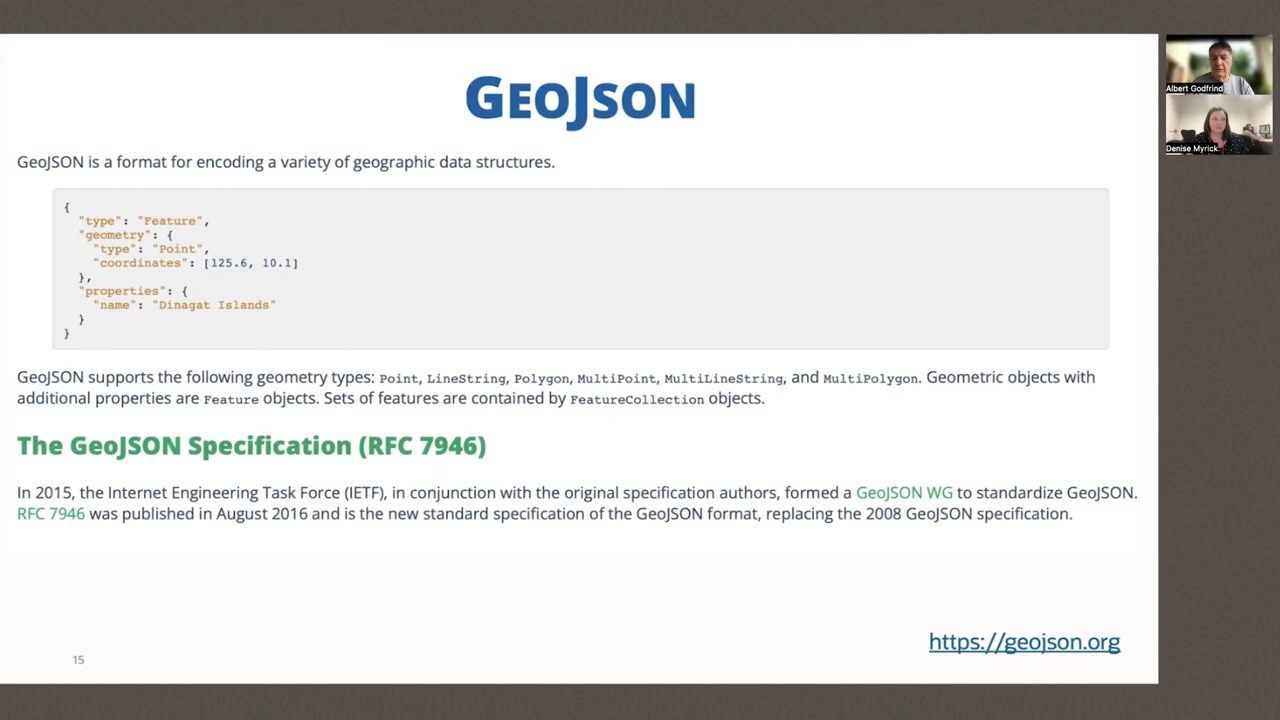 GEOJSON
GeoJSON is a format for encoding a variety of geographic data structures.
{
  "type": "Feature",
  "geometry": {
    "type": "Point",
    "coordinates": [125.6, 10.1]
  },
  "properties": {
    "name": "Dinagat Islands"
  }
}
GeoJSON supports the following geometry types: Point, LineString, Polygon, MultiPoint, MultiLineString, and MultiPolygon. Geometric objects with
additional properties are Feature objects. Sets of features are contained by FeatureCollection objects.
The GeoJSON Specification (RFC 7946)
In 2015, the Internet Engineering Task Force (IETF), in conjunction with the original specification authors, formed a GeoJSON WG to standardize GeoJSON.
RFC 7946 was published in August 2016 and is the new standard specification of the GeoJSON format, replacing the 2008 GeoJSON specification.
https://geojson.org
15
Albert Godfrind
Denise Myrick